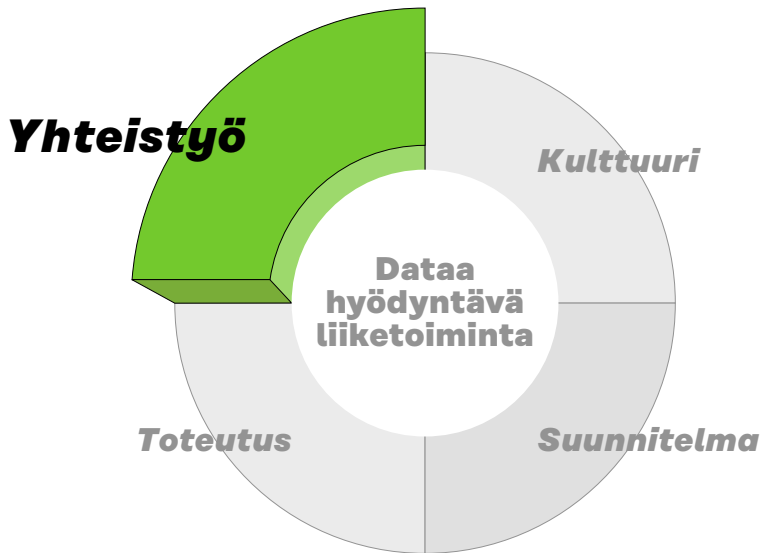 Yhteistyö
Kulttuuri
Dataa
hyödyntävä
liiketoiminta
Toteutus
Suunnitelma